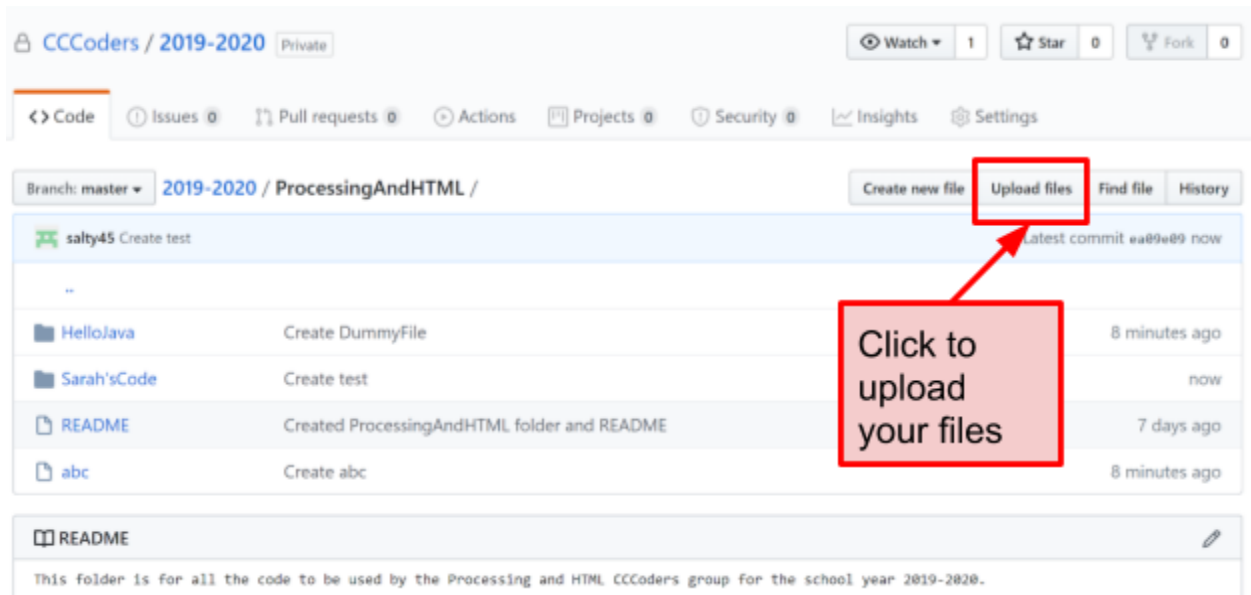 CCCoders / 2019-2020 Private Watch 1 Star 0 Fork 0
Code Issues 0 Pull requests 0 Actions Projects 0 Security 0 Insights Settings
Branch: master 2019-2020 / ProcessingAndHTML / Create new file Upload files Find file History
salty45 Create test Latest commit ea09e09 now
..
HelloJava Create DummyFile 8 minutes ago
Sarah'sCode Create test now
README Created ProcessingAndHTML folder and README 7 days ago
abc Create abc 8 minutes ago
Click to
upload
your files
README
This folder is for all the code to be used by the Processing and HTML CCCoders group for the school year 2019-2020.